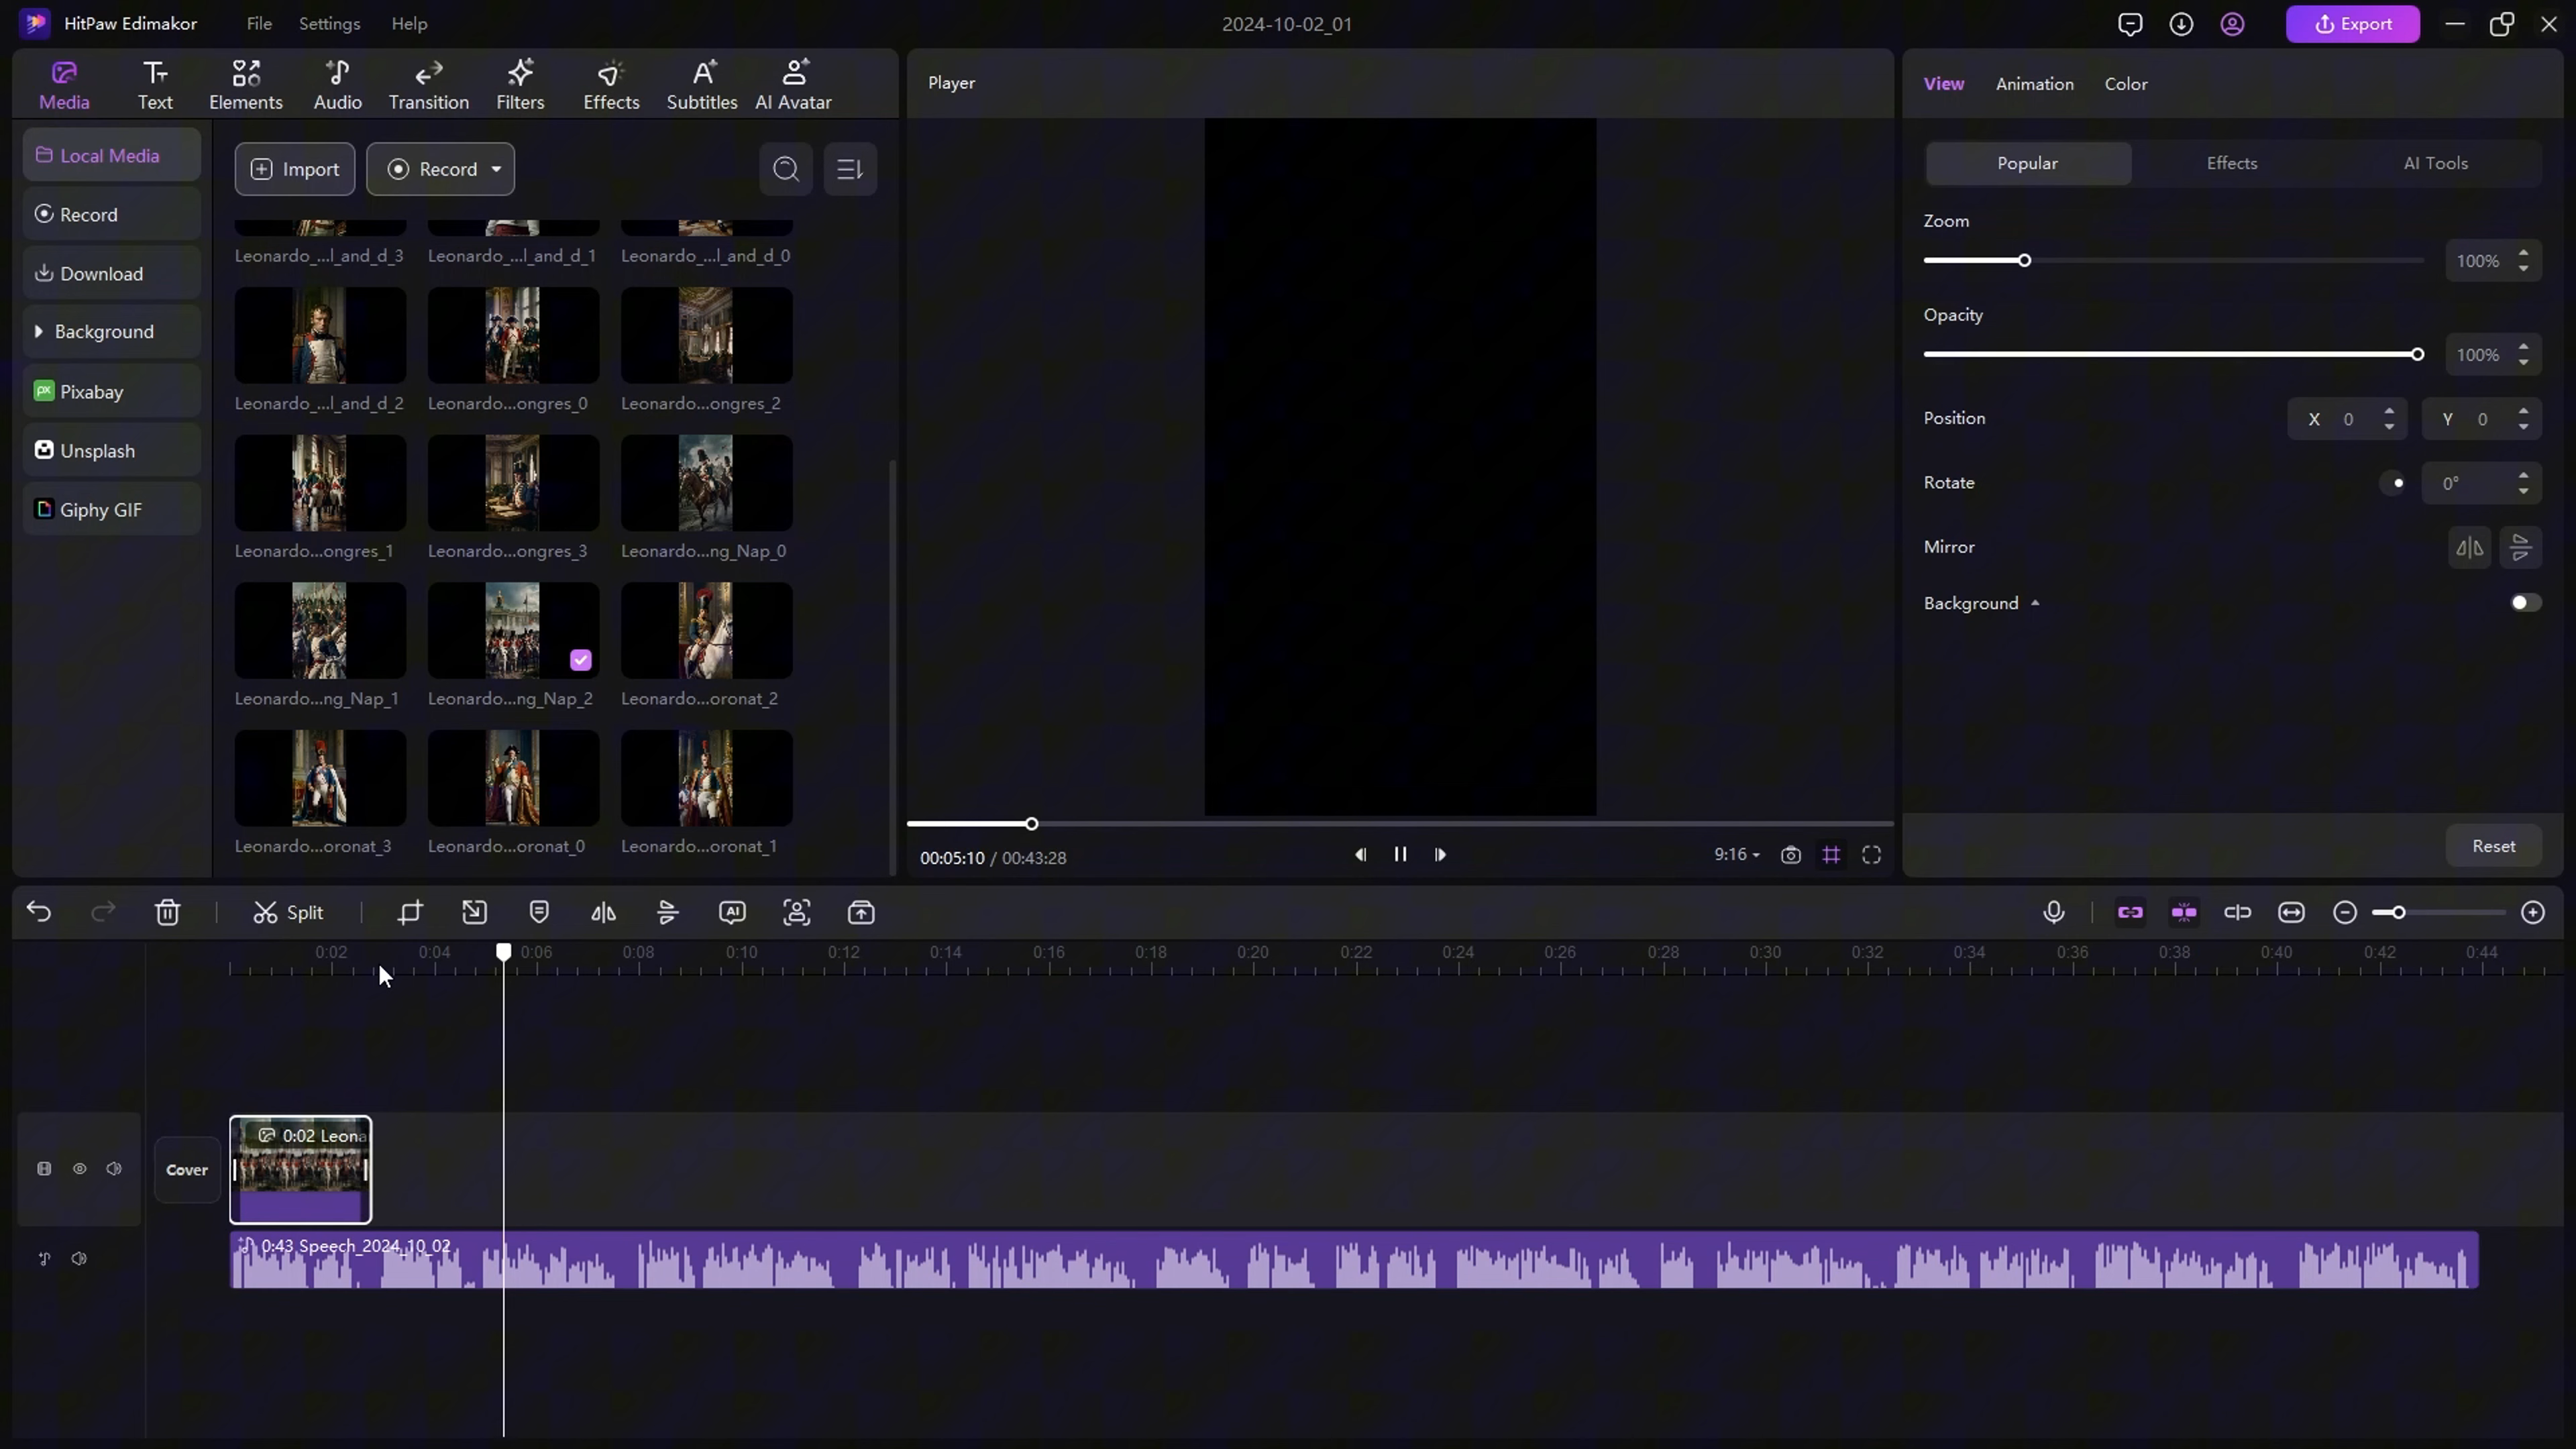 HitPaw Edimakor File Settings Help 2024-10-02_01 Export
Media Text Elements Audio Transition Filters Effects Subtitles AI Avatar
Local Media
Record
Download
Background
Pixabay
Unsplash
Giphy GIF
Import Record
Leonardo_...l_and_d_3 Leonardo_...l_and_d_1 Leonardo_...l_and_d_0
Leonardo_...l_and_d_2 Leonardo...ongres_0 Leonardo...ongres_2
Leonardo...ongres_1 Leonardo...ongres_3 Leonardo...ng_Nap_0
Leonardo...ng_Nap_1 Leonardo...ng_Nap_2 Leonardo...oronat_2
Leonardo...oronat_3 Leonardo...oronat_0 Leonardo...oronat_1
Player
00:05:10 / 00:43:28 9:16
View Animation Color
Popular Effects AI Tools
Zoom
100%
Opacity
100%
Position X 0 Y 0
Rotate 0°
Mirror
Background
Reset
Split AI
0:02 0:04 0:06 0:08 0:10 0:12 0:14 0:16 0:18 0:20 0:22 0:24 0:26 0:28 0:30 0:32 0:34 0:36 0:38 0:40 0:42 0:44
Cover
0:02 Leona
0:43 Speech_2024_10_02